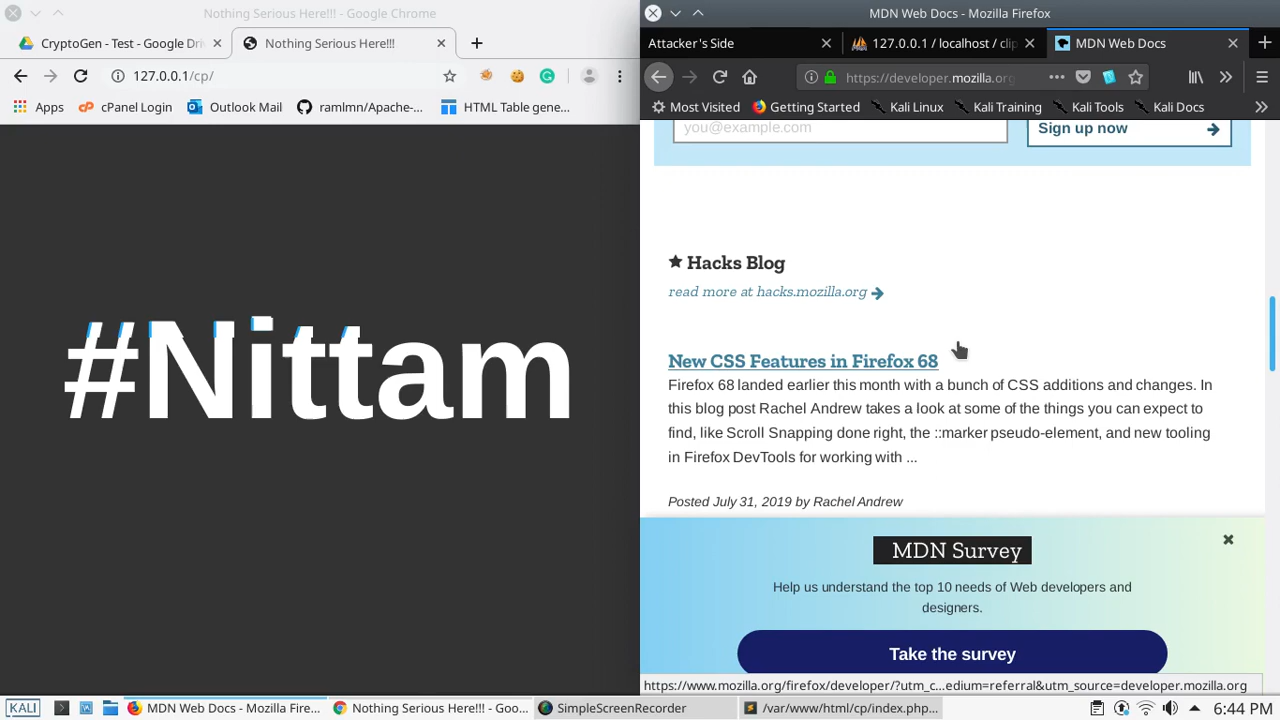 Nothing Serious Here!!! - Google Chrome
CryptoGen - Test - Google Driv
Nothing Serious Here!!!
127.0.0.1/cp/
Apps
cPanel Login
Outlook Mail
ramlmn/Apache-...
HTML Table gene...
#Nittam
MDN Web Docs - Mozilla Firefox
Attacker's Side
127.0.0.1 / localhost / clip
MDN Web Docs
https://developer.mozilla.org
Most Visited
Getting Started
Kali Linux
Kali Training
Kali Tools
Kali Docs
you@example.com
Sign up now
Hacks Blog
read more at hacks.mozilla.org
New CSS Features in Firefox 68
Firefox 68 landed earlier this month with a bunch of CSS additions and changes. In
this blog post Rachel Andrew takes a look at some of the things you can expect to
find, like Scroll Snapping done right, the ::marker pseudo-element, and new tooling
in Firefox DevTools for working with ...
Posted July 31, 2019 by Rachel Andrew
MDN Survey
Help us understand the top 10 needs of Web developers and
designers.
Take the survey
https://www.mozilla.org/firefox/developer/?utm_c...edium=referral&utm_source=developer.mozilla.org
KALI
MDN Web Docs - Mozilla Fire...
Nothing Serious Here!!! - Goo...
SimpleScreenRecorder
/var/www/html/cp/index.php...
6:44 PM